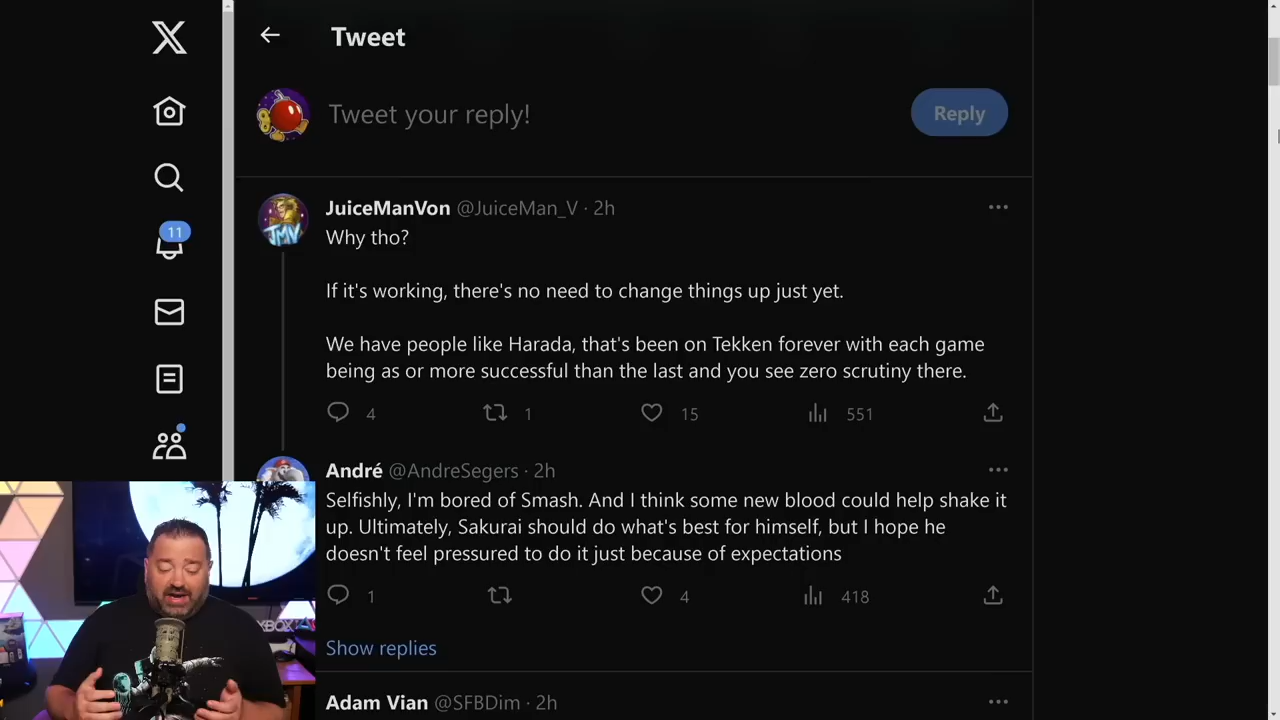 Tweet
Tweet your reply!
Reply
JuiceManVon @JuiceMan_V · 2h
Why tho?
If it's working, there's no need to change things up just yet.
We have people like Harada, that's been on Tekken forever with each game
being as or more successful than the last and you see zero scrutiny there.
4 1 15 551
11
André @AndreSegers · 2h
Selfishly, I'm bored of Smash. And I think some new blood could help shake it
up. Ultimately, Sakurai should do what's best for himself, but I hope he
doesn't feel pressured to do it just because of expectations
1 4 418
Show replies
Adam Vian @SFBDim · 2h
JMV
XBOX